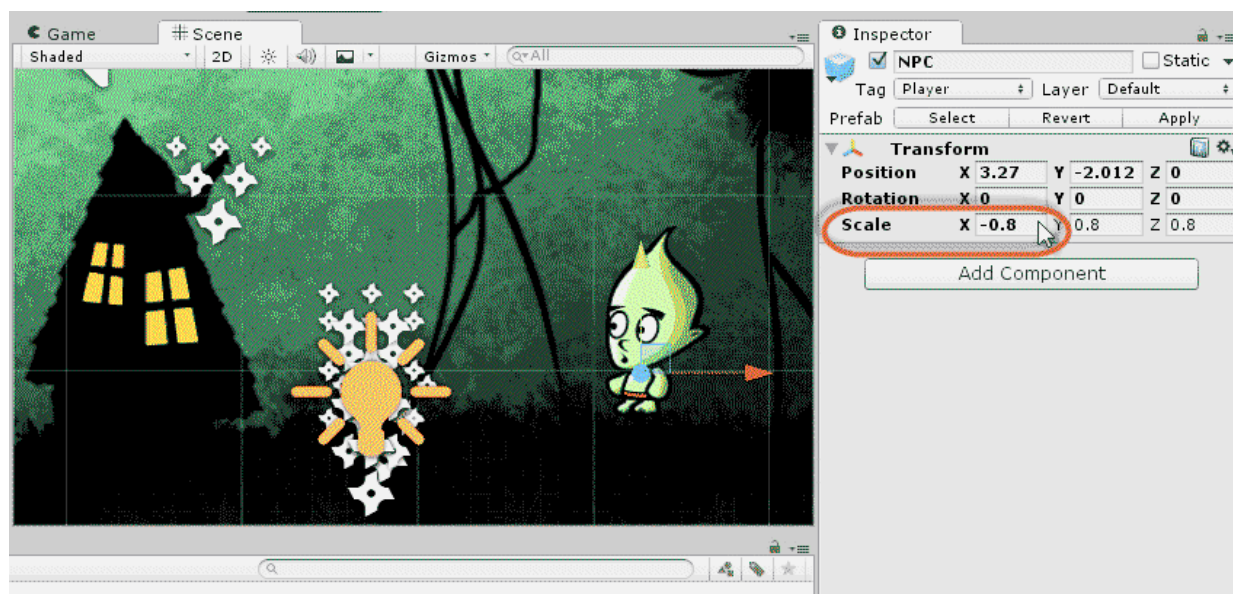 Game Scene
Shaded 2D Gizmos All
Inspector
NPC Static
Tag Player Layer Default
Prefab Select Revert Apply
Transform
Position X 3.27 Y -2.012 Z 0
Rotation X 0 Y 0 Z 0
Scale X -0.8 Y 0.8 Z 0.8
Add Component